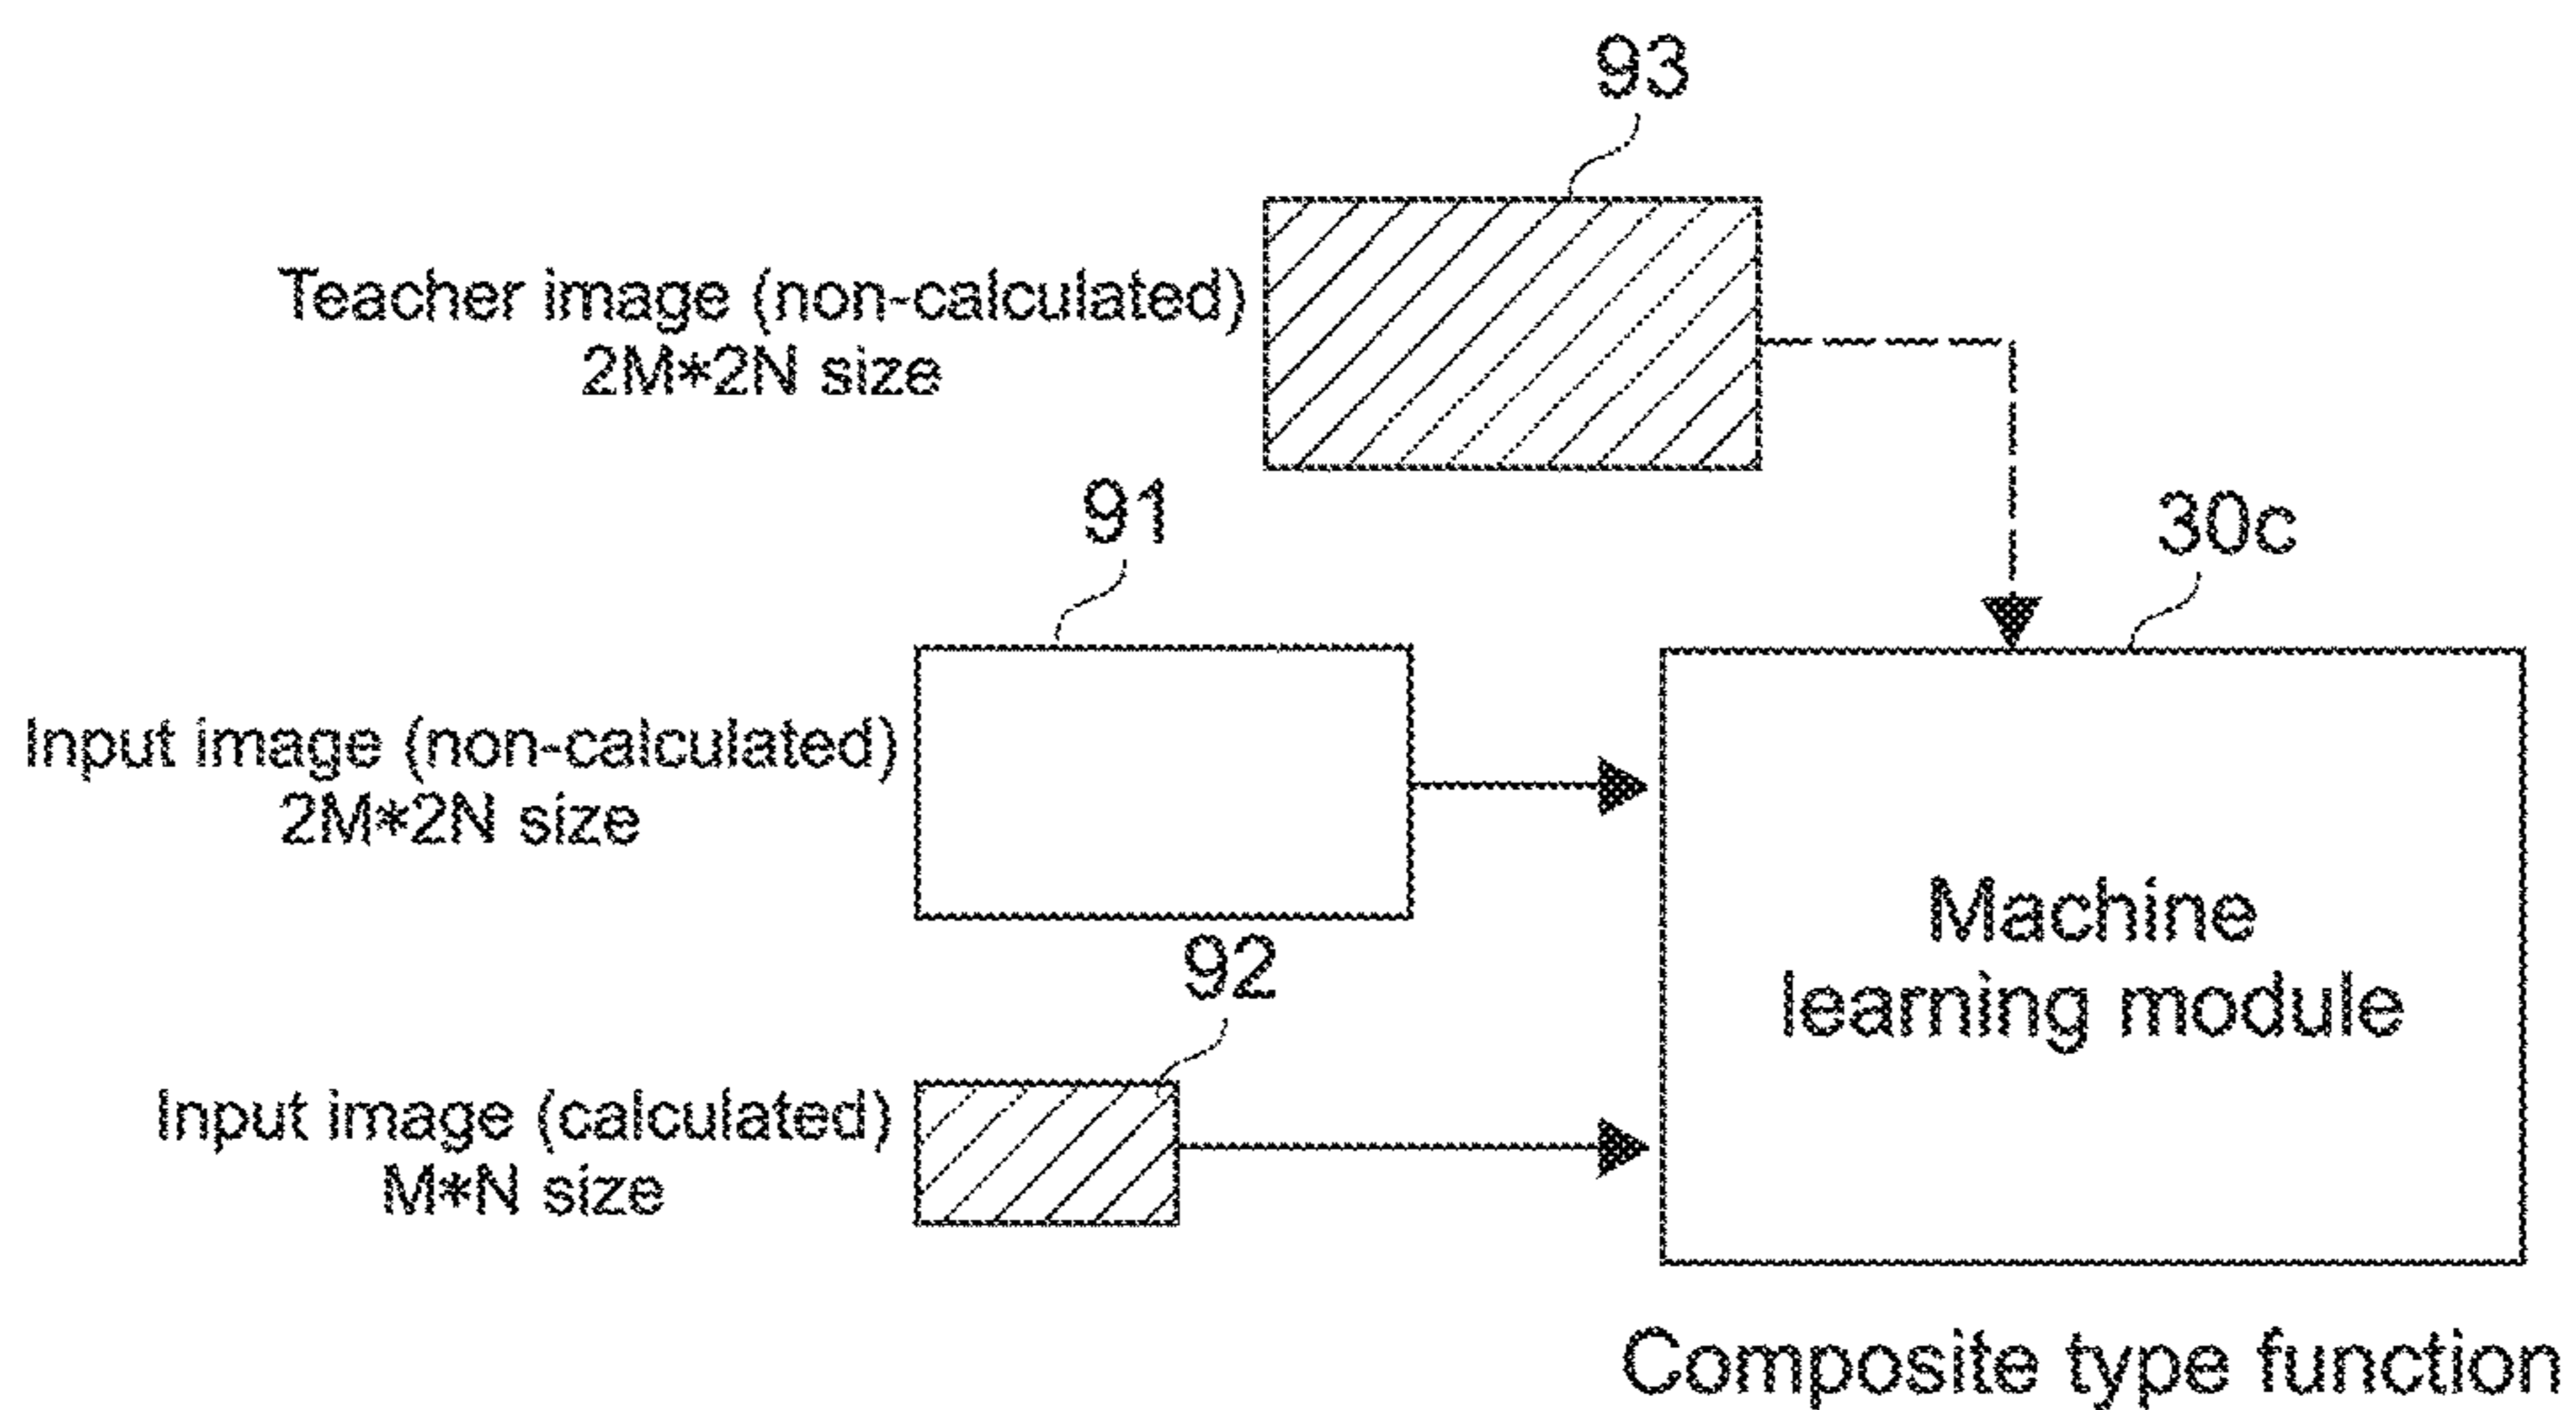 93
Teacher image (non-calculated)
2M*2N size
91
30c
Input image (non-calculated)
2M*2N size
92
Machine
learning module
Input image (calculated)
M*N size
Composite type function